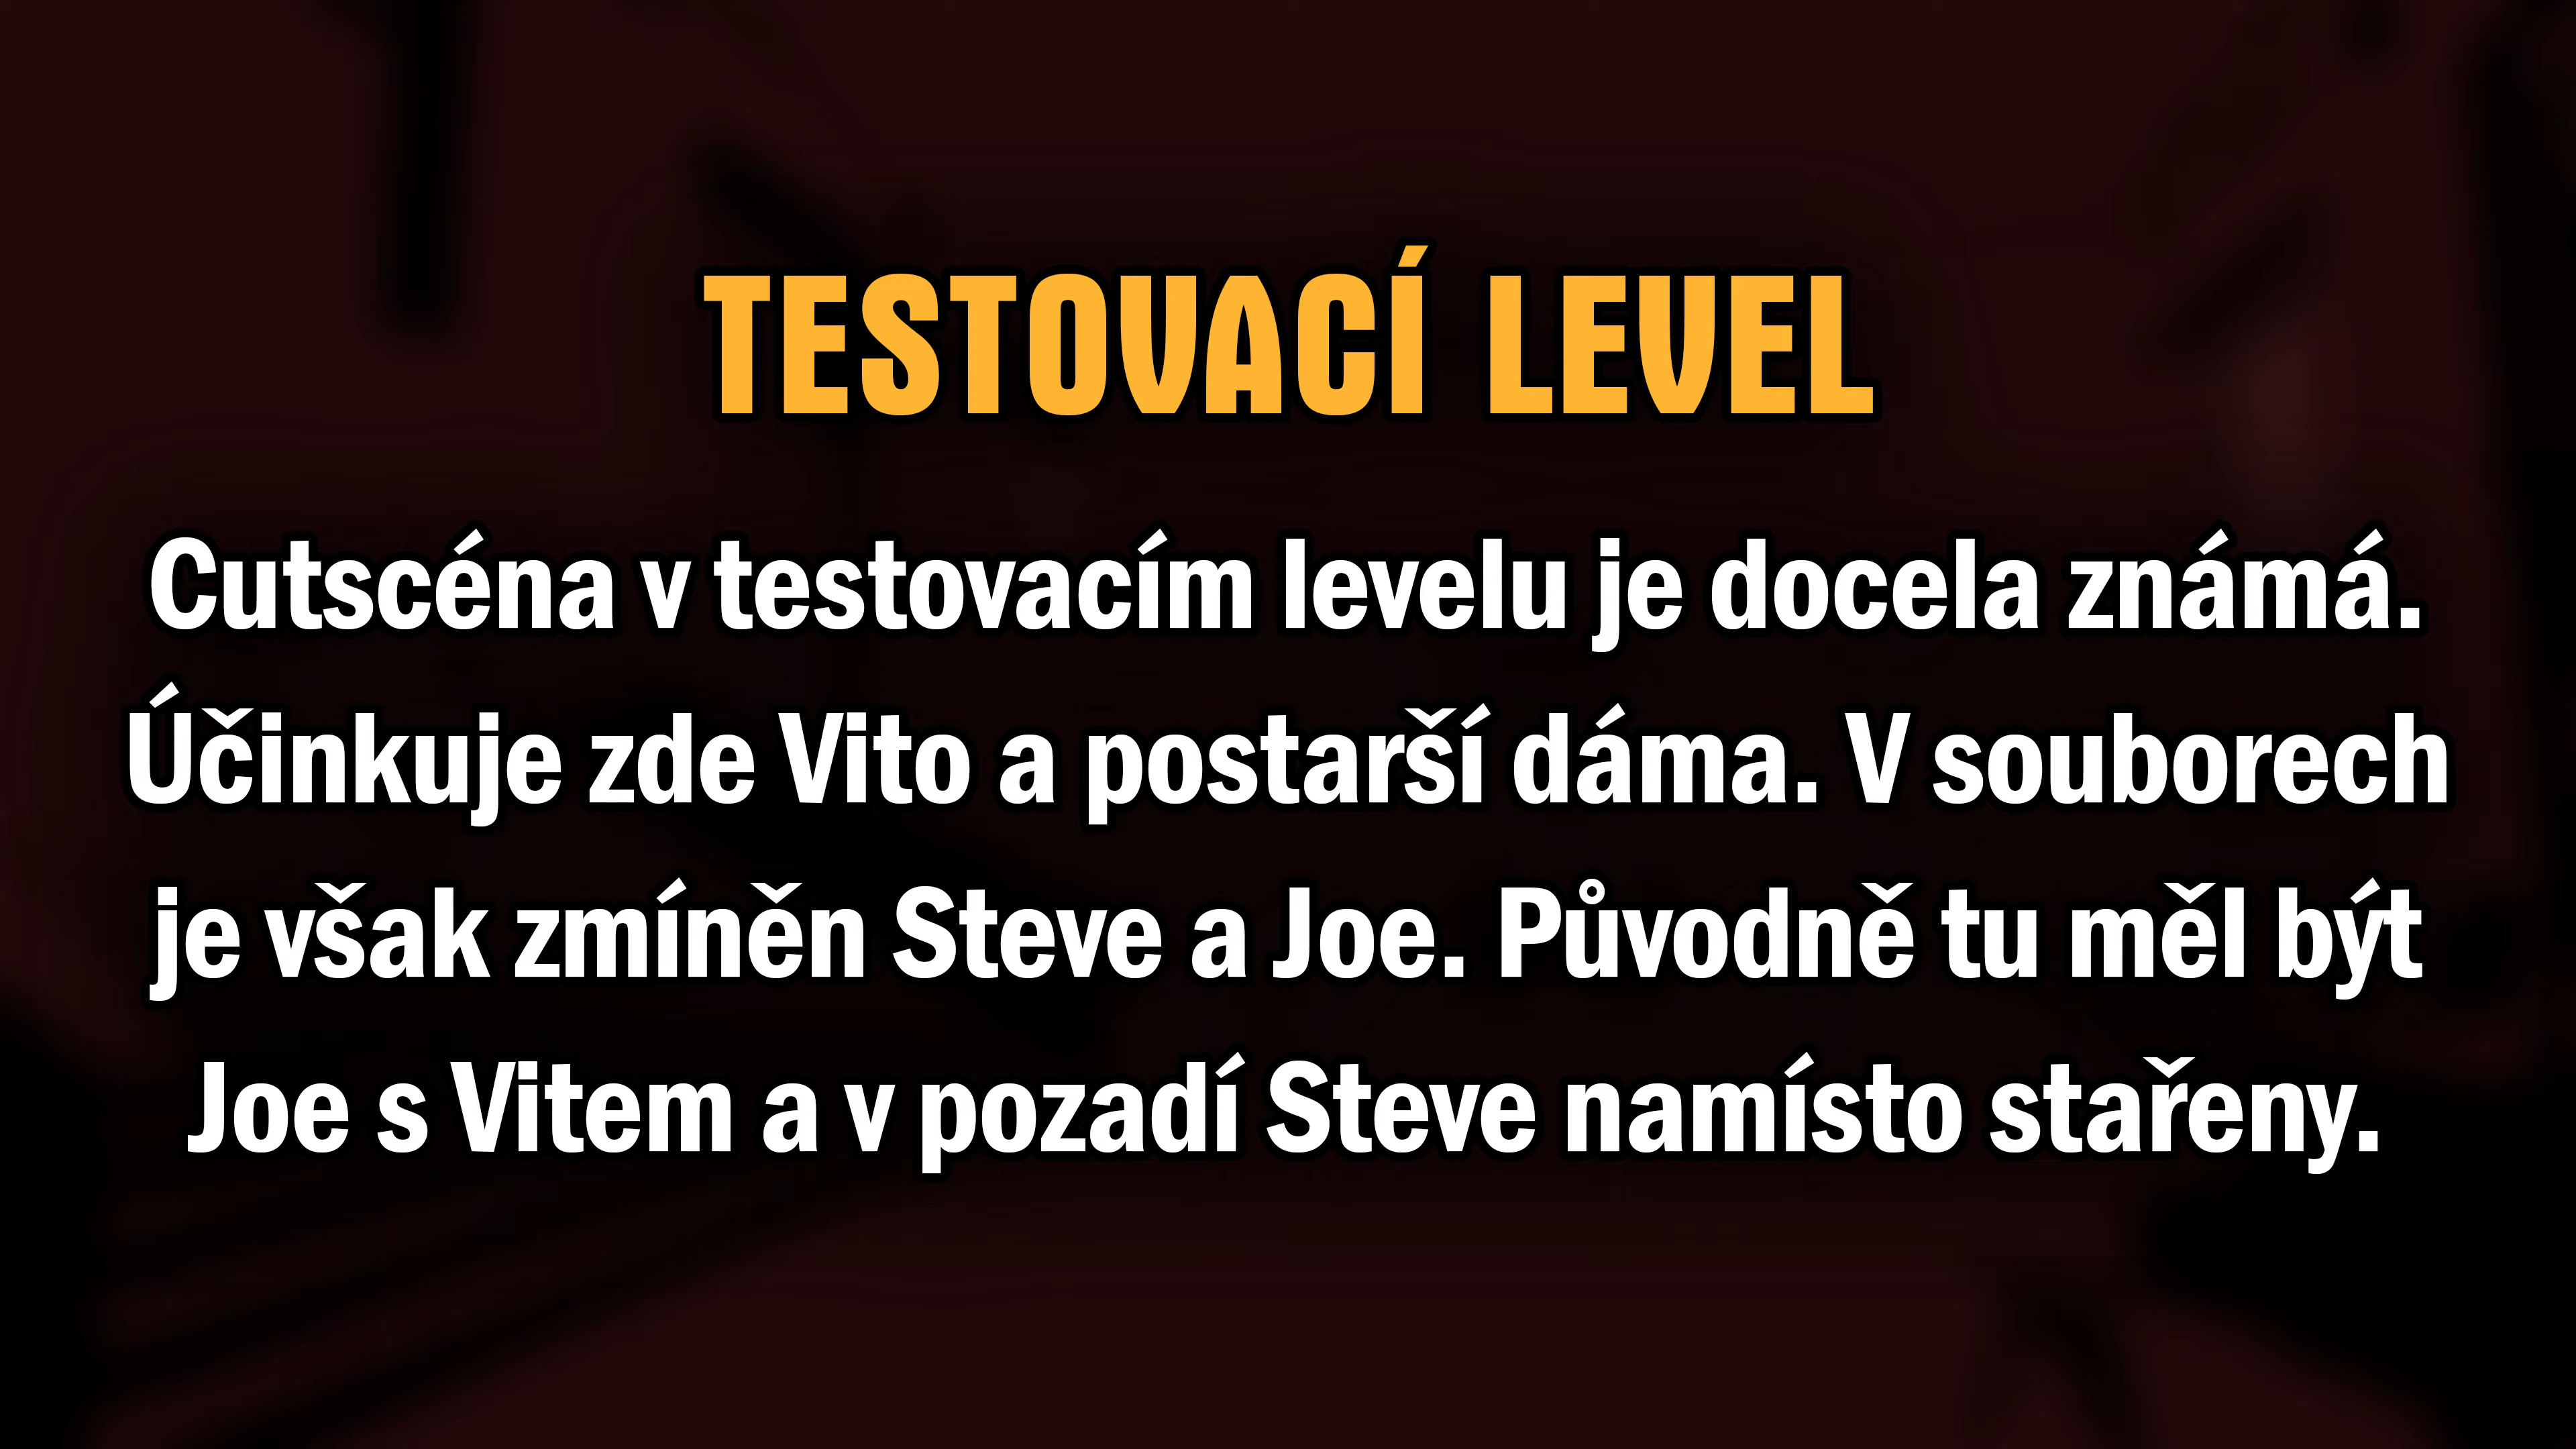 TESTOVACÍ LEVEL
Cutscéna v testovacím levelu je docela známá.
Účinkuje zde Vito a postarší dáma. V souborech
je však zmíněn Steve a Joe. Původně tu měl být
Joe s Vitem a v pozadí Steve namísto stařeny.